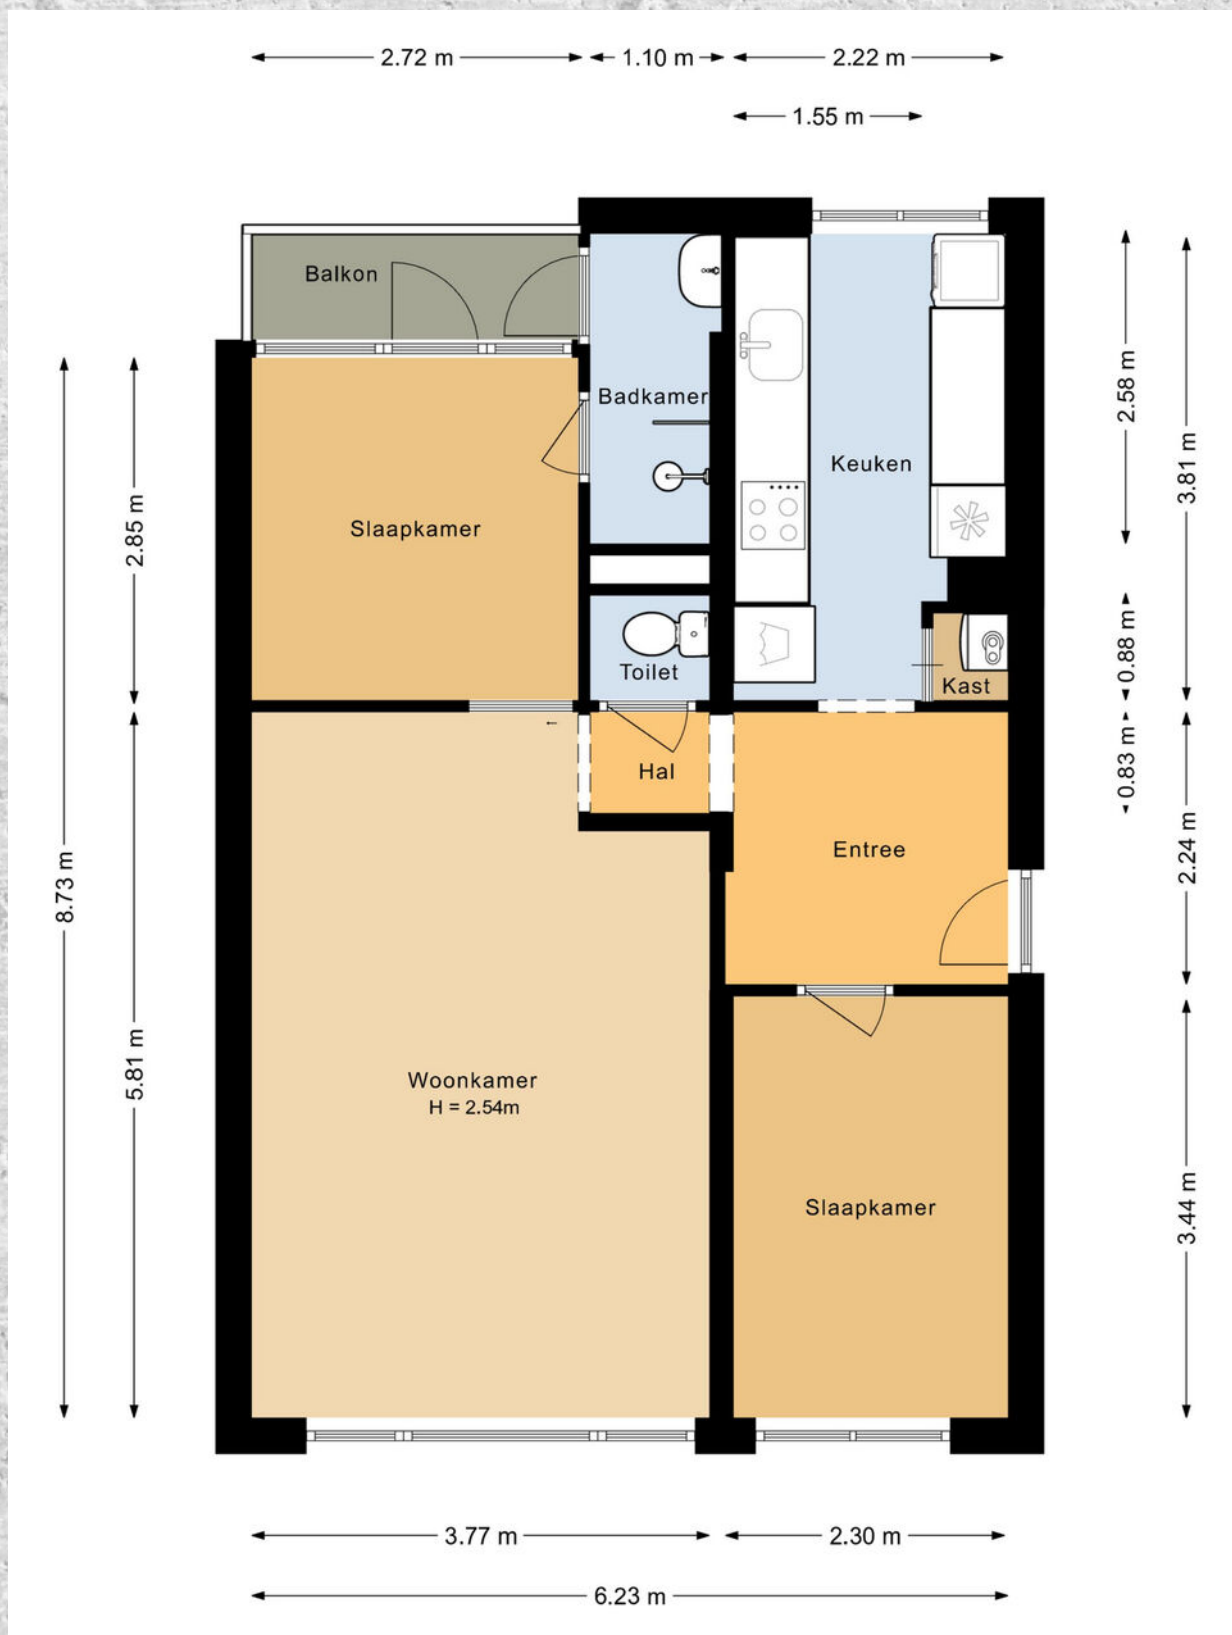 2.72 m
1.10 m
2.22 m
1.55 m
Balkon
Badkamer
Keuken
Slaapkamer
Toilet
Kast
Hal
Entree
Woonkamer
H = 2.54m
Slaapkamer
8.73 m
2.85 m
5.81 m
2.58 m
3.81 m
0.88 m
0.83 m
2.24 m
3.44 m
3.77 m
2.30 m
6.23 m